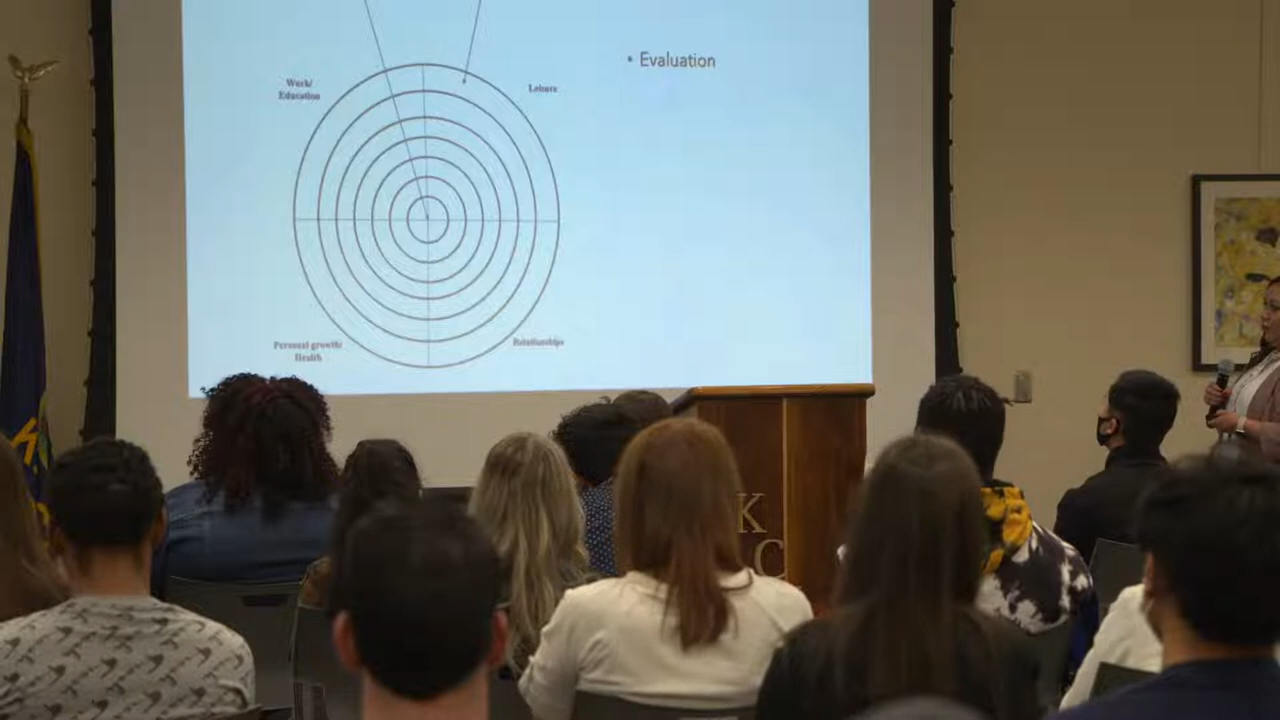 Work/
Education
Leisure
• Evaluation
Personal growth/
Health
Relationships
K
C